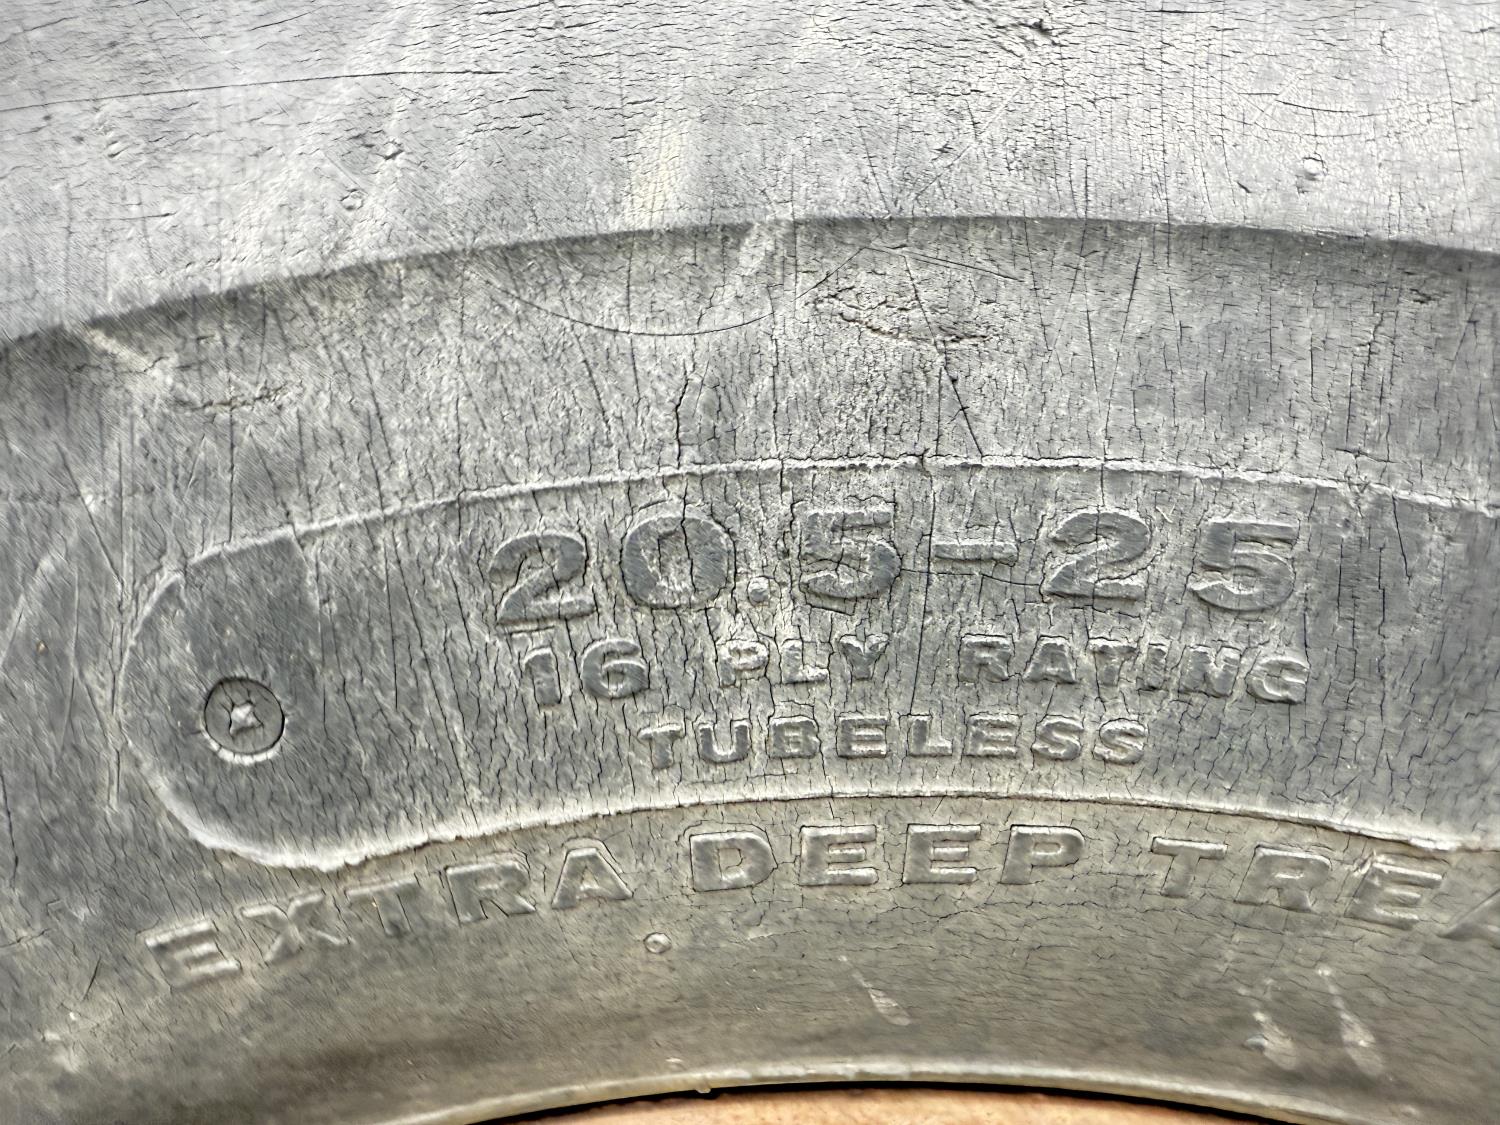 20.5-25
16 PLY RATING
TUBELESS
EXTRA DEEP TRE